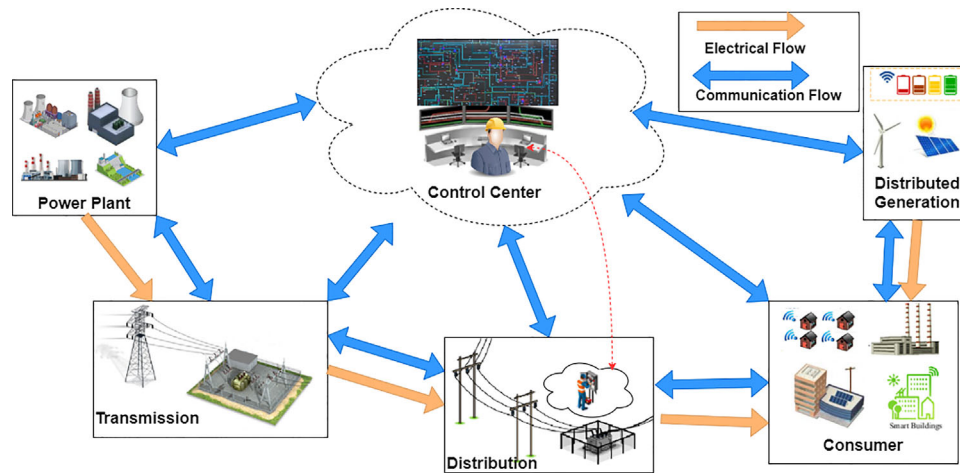 Electrical Flow
Communication Flow
Control Center
Power Plant
Distributed
Generation
Transmission
Distribution
Smart Buildings
Consumer